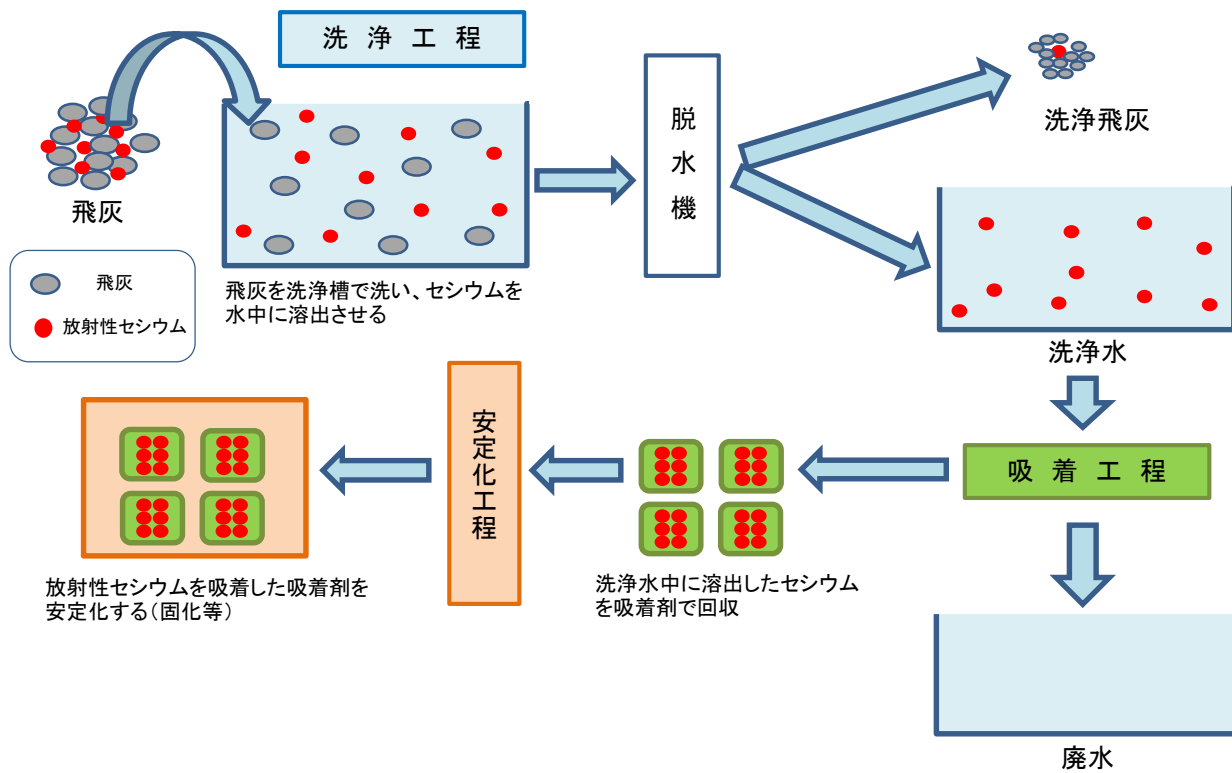 洗浄工程
飛灰
飛灰
放射性セシウム
飛灰を洗浄槽で洗い、セシウムを
水中に溶出させる
脱水機
洗浄飛灰
洗浄水
吸着工程
洗浄水中に溶出したセシウム
を吸着剤で回収
安定化工程
放射性セシウムを吸着した吸着剤を
安定化する(固化等)
廃水